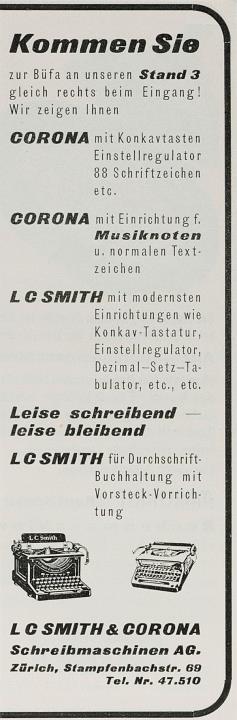 Kommen Sie
zur Büfa an unseren Stand 3
gleich rechts beim Eingang!
Wir zeigen Ihnen
CORONA mit Konkavtasten
Einstellregulator
88 Schriftzeichen
etc.
CORONA mit Einrichtung f.
Musiknoten
u. normalen Text-
zeichen
L C SMITH mit modernsten
Einrichtungen wie
Konkav-Tastatur,
Einstellregulator,
Dezimal-Setz-Ta-
bulator, etc., etc.
Leise schreibend —
leise bleibend
L C SMITH für Durchschrift-
Buchhaltung mit
Vorsteck-Vorrich-
tung
L C Smith
L C SMITH & CORONA
Schreibmaschinen AG.
Zürich, Stampfenbachstr. 69
Tel. Nr. 47.510